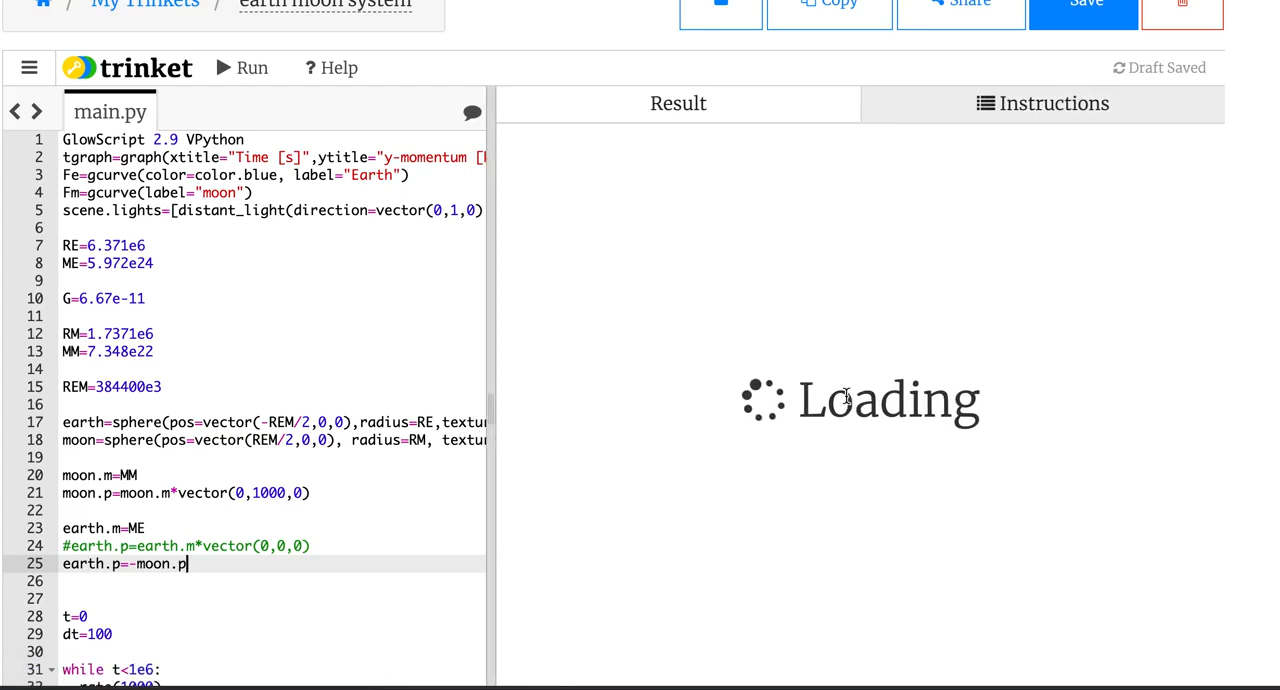 / My Trinkets / earth moon system
Copy Share Save
trinket Run ? Help Draft Saved
main.py Result Instructions
1 GlowScript 2.9 VPython
2 tgraph=graph(xtitle="Time [s]",ytitle="y-momentum [
3 Fe=gcurve(color=color.blue, label="Earth")
4 Fm=gcurve(label="moon")
5 scene.lights=[distant_light(direction=vector(0,1,0)
6
7 RE=6.371e6
8 ME=5.972e24
9
10 G=6.67e-11
11
12 RM=1.7371e6
13 MM=7.348e22
14
15 REM=384400e3
16
17 earth=sphere(pos=vector(-REM/2,0,0),radius=RE,textu
18 moon=sphere(pos=vector(REM/2,0,0), radius=RM, textu
19
20 moon.m=MM
21 moon.p=moon.m*vector(0,1000,0)
22
23 earth.m=ME
24 #earth.p=earth.m*vector(0,0,0)
25 earth.p=-moon.p
26
27
28 t=0
29 dt=100
30
31 while t<1e6:
32 rate(1000)
Loading